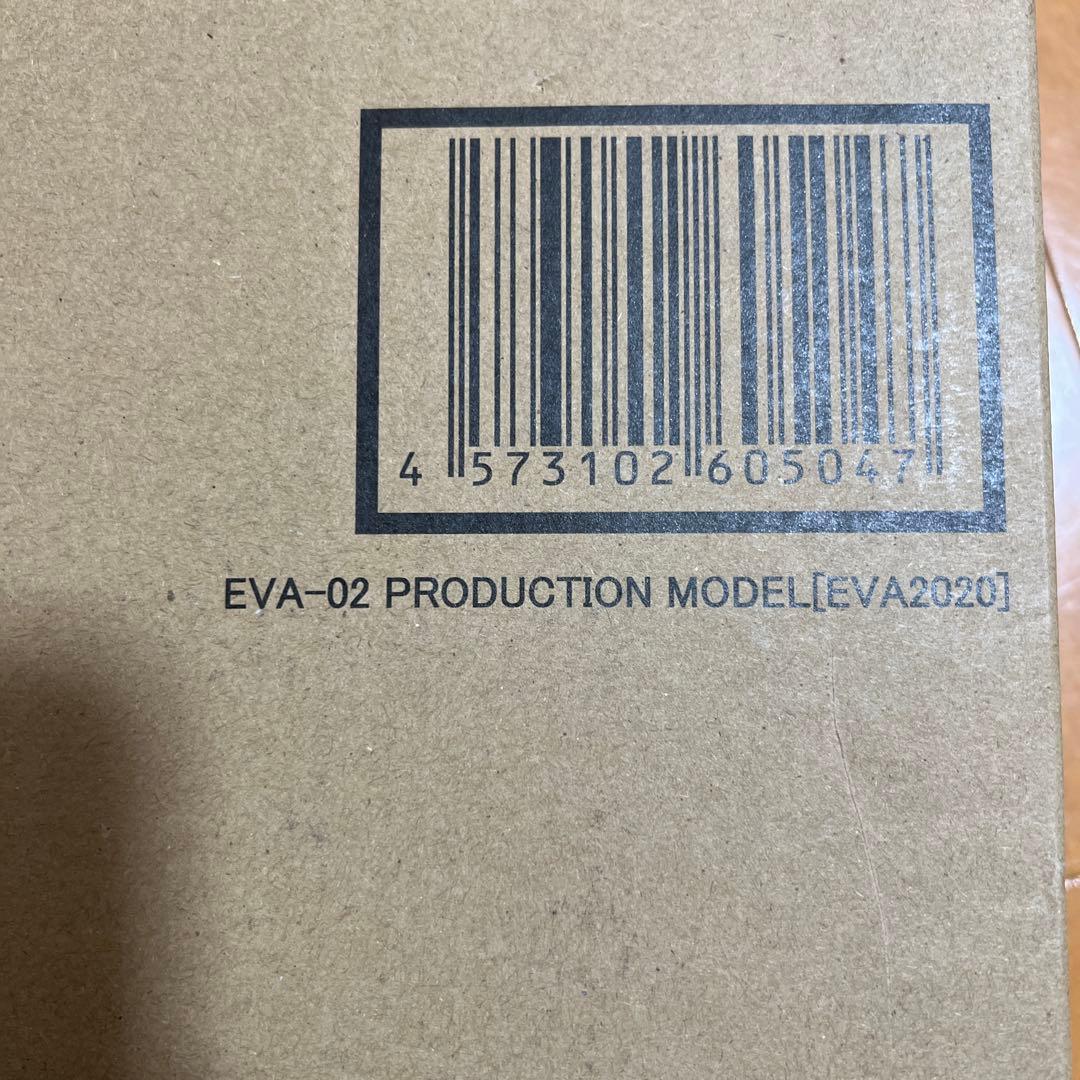 4 573102 605047
EVA-02 PRODUCTION MODEL[EVA2020]